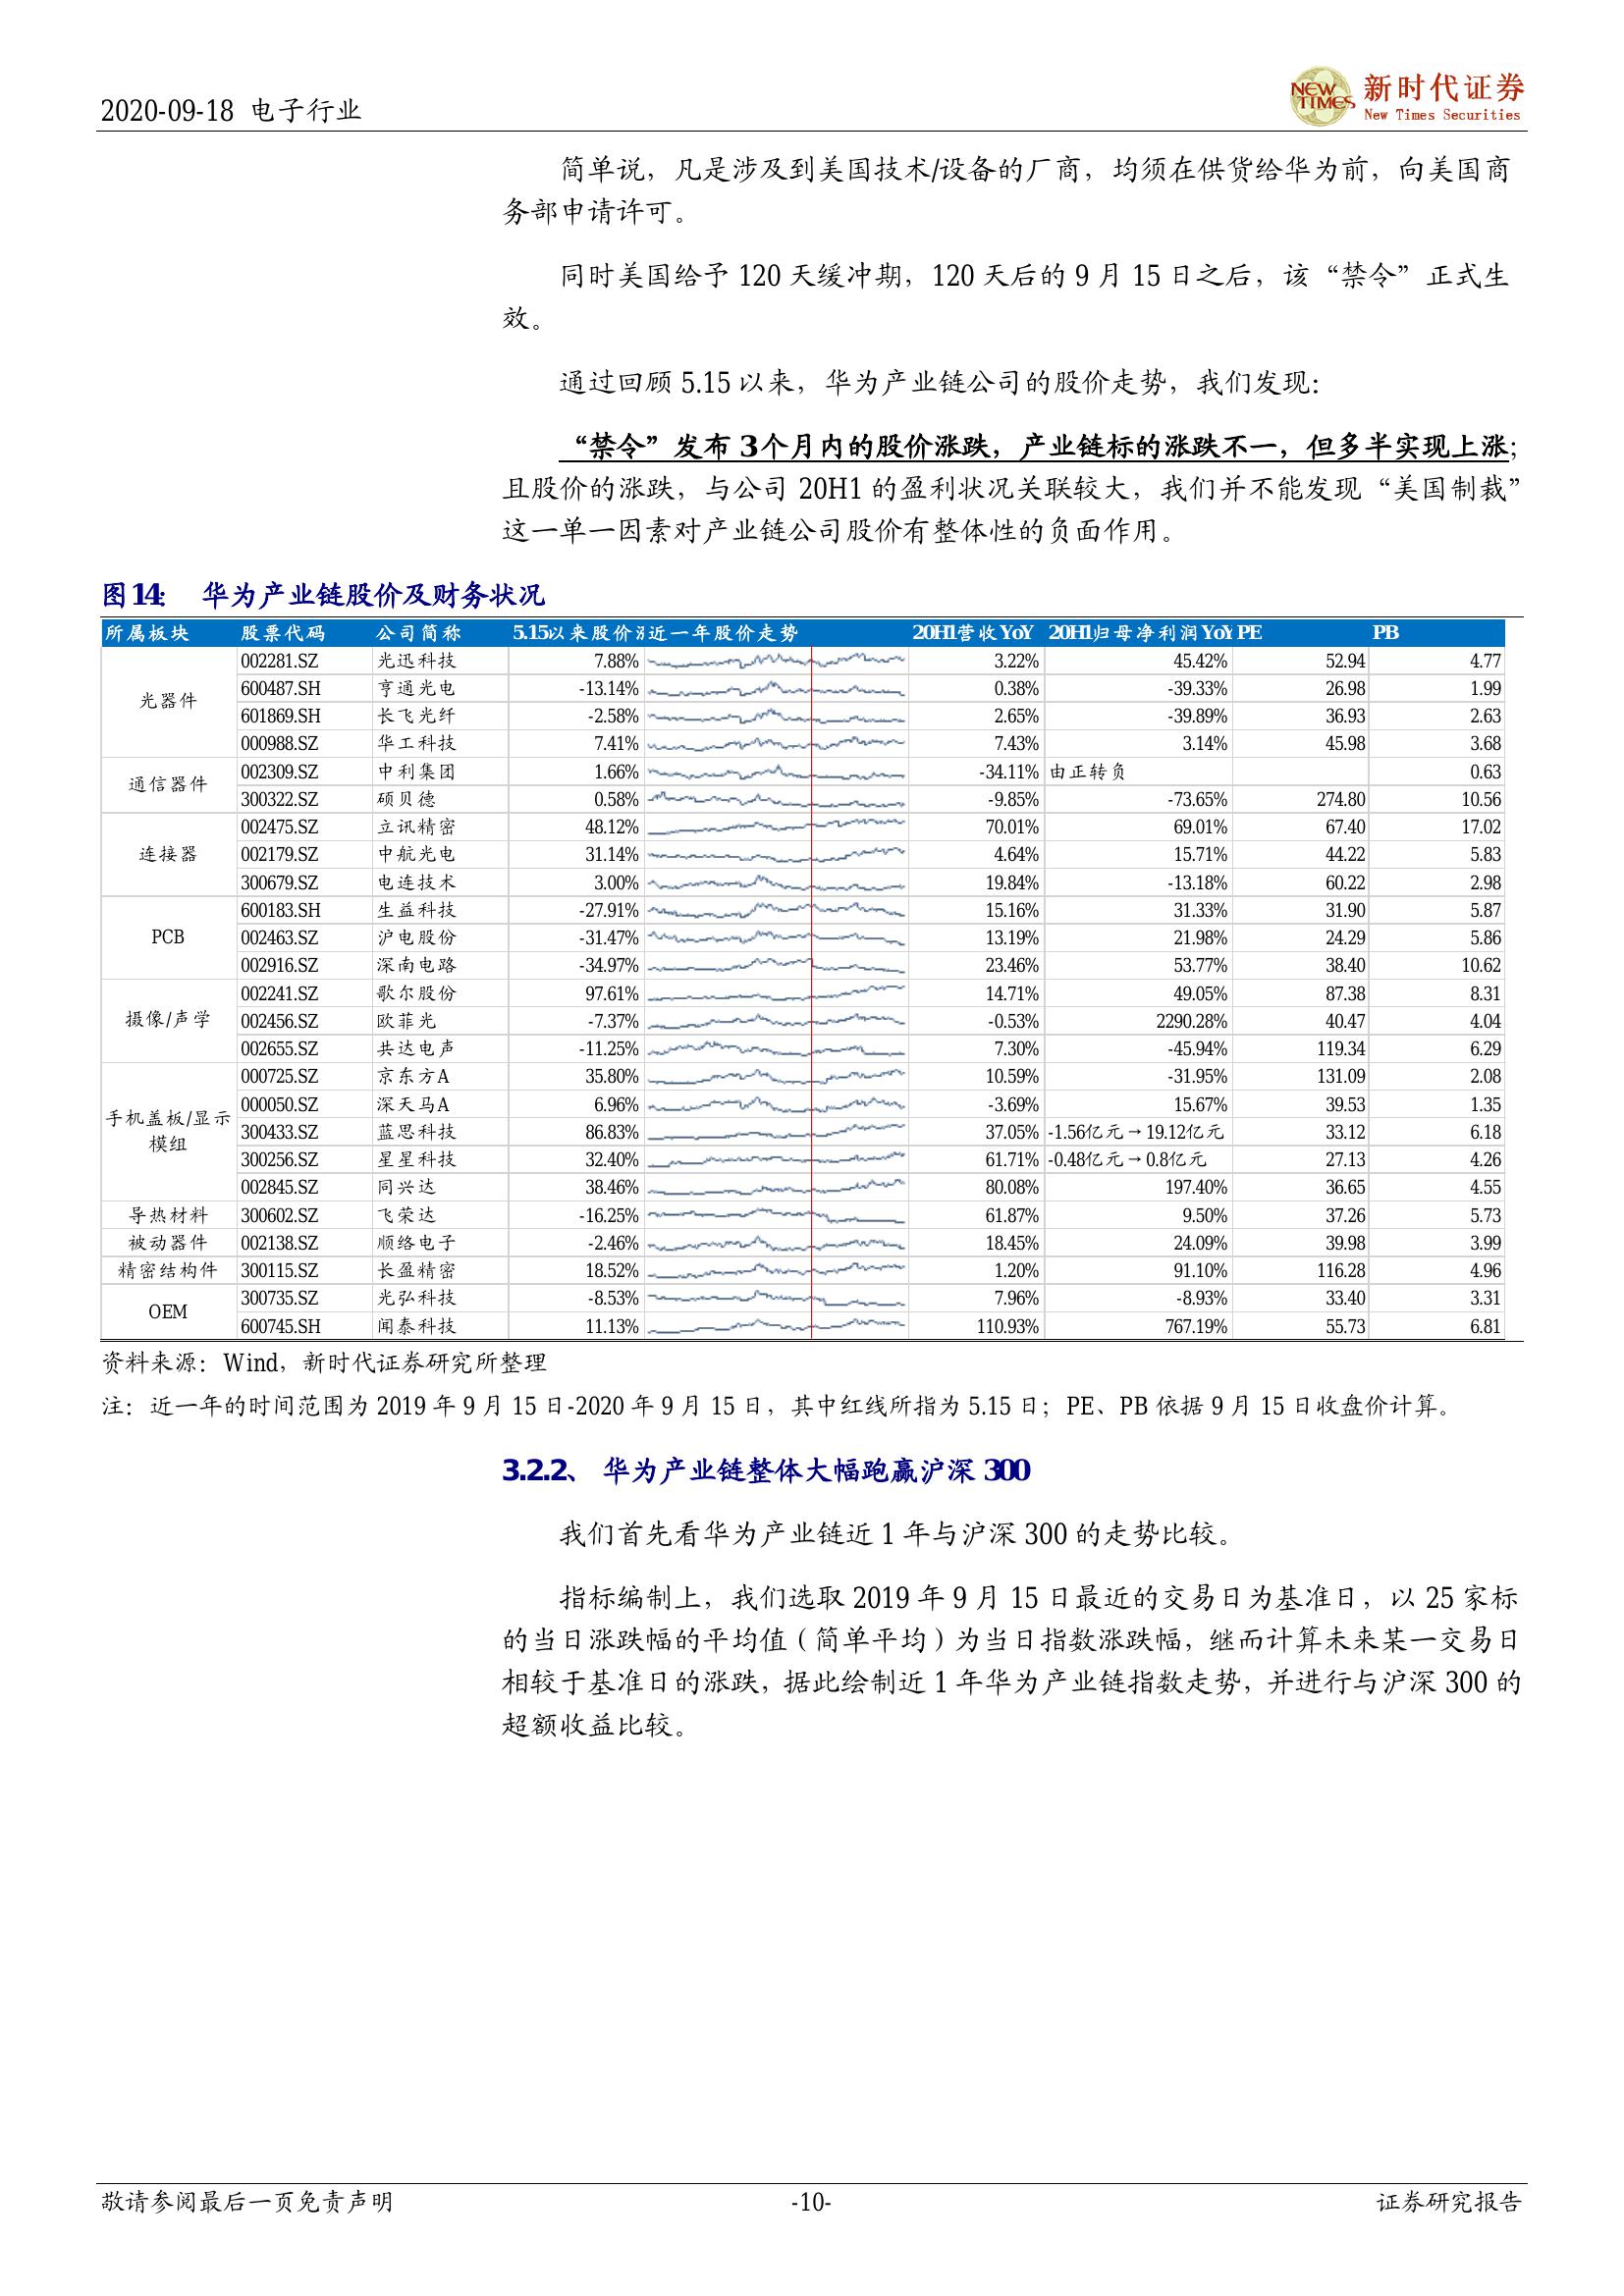 2020-09-18 电子行业
NEW TIMES
新时代证券
New Times Securities
简单说，凡是涉及到美国技术/设备的厂商，均须在供货给华为前，向美国商
务部申请许可。
同时美国给予 120 天缓冲期，120 天后的 9 月 15 日之后，该“禁令”正式生
效。
通过回顾 5.15 以来，华为产业链公司的股价走势，我们发现：
“禁令”发布 3 个月内的股价涨跌，产业链标的涨跌不一，但多半实现上涨；
且股价的涨跌，与公司 20H1 的盈利状况关联较大，我们并不能发现“美国制裁”
这一单一因素对产业链公司股价有整体性的负面作用。
图14： 华为产业链股价及财务状况
所属板块 股票代码 公司简称 5.15以来股价 近一年股价走势 20H1营收YoY 20H1归母净利润YoY PE PB
光器件 002281.SZ 光迅科技 7.88% 3.22% 45.42% 52.94 4.77
600487.SH 亨通光电 -13.14% 0.38% -39.33% 26.98 1.99
601869.SH 长飞光纤 -2.58% 2.65% -39.89% 36.93 2.63
000988.SZ 华工科技 7.41% 7.43% 3.14% 45.98 3.68
通信器件 002309.SZ 中利集团 1.66% -34.11% 由正转负 0.63
300322.SZ 硕贝德 0.58% -9.85% -73.65% 274.80 10.56
连接器 002475.SZ 立讯精密 48.12% 70.01% 69.01% 67.40 17.02
002179.SZ 中航光电 31.14% 4.64% 15.71% 44.22 5.83
300679.SZ 电连技术 3.00% 19.84% -13.18% 60.22 2.98
PCB 600183.SH 生益科技 -27.91% 15.16% 31.33% 31.90 5.87
002463.SZ 沪电股份 -31.47% 13.19% 21.98% 24.29 5.86
002916.SZ 深南电路 -34.97% 23.46% 53.77% 38.40 10.62
摄像/声学 002241.SZ 歌尔股份 97.61% 14.71% 49.05% 87.38 8.31
002456.SZ 欧菲光 -7.37% -0.53% 2290.28% 40.47 4.04
002655.SZ 共达电声 -11.25% 7.30% -45.94% 119.34 6.29
手机盖板/显示模组 000725.SZ 京东方A 35.80% 10.59% -31.95% 131.09 2.08
000050.SZ 深天马A 6.96% -3.69% 15.67% 39.53 1.35
300433.SZ 蓝思科技 86.83% 37.05% -1.56亿元→19.12亿元 33.12 6.18
300256.SZ 星星科技 32.40% 61.71% -0.48亿元→0.8亿元 27.13 4.26
002845.SZ 同兴达 38.46% 80.08% 197.40% 36.65 4.55
导热材料 300602.SZ 飞荣达 -16.25% 61.87% 9.50% 37.26 5.73
被动器件 002138.SZ 顺络电子 -2.46% 18.45% 24.09% 39.98 3.99
精密结构件 300115.SZ 长盈精密 18.52% 1.20% 91.10% 116.28 4.96
OEM 300735.SZ 光弘科技 -8.53% 7.96% -8.93% 33.40 3.31
600745.SH 闻泰科技 11.13% 110.93% 767.19% 55.73 6.81
资料来源：Wind，新时代证券研究所整理
注：近一年的时间范围为 2019 年 9 月 15 日-2020 年 9 月 15 日，其中红线所指为 5.15 日；PE、PB 依据 9 月 15 日收盘价计算。
3.2.2、 华为产业链整体大幅跑赢沪深 300
我们首先看华为产业链近 1 年与沪深 300 的走势比较。
指标编制上，我们选取 2019 年 9 月 15 日最近的交易日为基准日，以 25 家标
的当日涨跌幅的平均值（简单平均）为当日指数涨跌幅，继而计算未来某一交易日
相较于基准日的涨跌，据此绘制近 1 年华为产业链指数走势，并进行与沪深 300 的
超额收益比较。
敬请参阅最后一页免责声明 -10- 证券研究报告